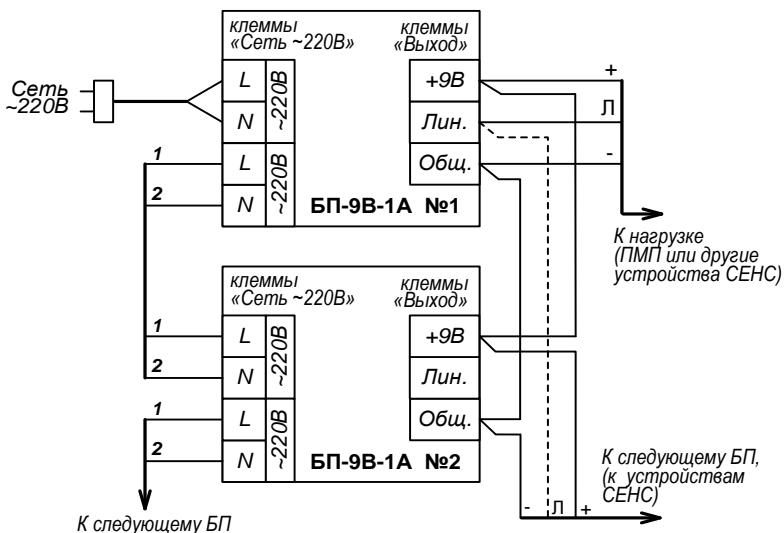 клеммы
«Сеть ~220В»
клеммы
«Выход»
Сеть
~220В
L
N
~220В
L
N
~220В
+9В
Лин.
Общ.
БП-9В-1А №1
1
2
+
Л
-
К нагрузке
(ПМП или другие
устройства СЕНС)
клеммы
«Сеть ~220В»
клеммы
«Выход»
1
2
L
N
~220В
1
2
L
N
~220В
+9В
Лин.
Общ.
БП-9В-1А №2
К следующему БП
- Л +
К следующему БП,
(к устройствам
СЕНС)